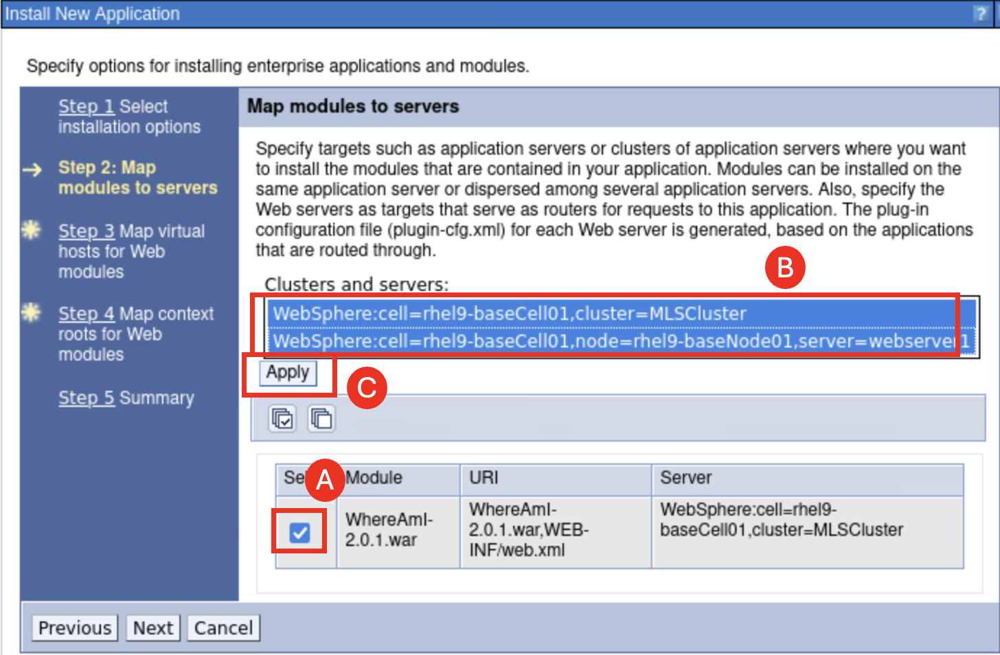 Install New Application
?
Specify options for installing enterprise applications and modules.
Step 1 Select
installation options
Step 2: Map
modules to servers
Step 3 Map virtual
hosts for Web
modules
Step 4 Map context
roots for Web
modules
Step 5 Summary
Map modules to servers
Specify targets such as application servers or clusters of application servers where you want
to install the modules that are contained in your application. Modules can be installed on the
same application server or dispersed among several application servers. Also, specify the
Web servers as targets that serve as routers for requests to this application. The plug-in
configuration file (plugin-cfg.xml) for each Web server is generated, based on the applications
that are routed through.
B
Clusters and servers:
WebSphere:cell=rhel9-baseCell01,cluster=MLSCluster
WebSphere:cell=rhel9-baseCell01,node=rhel9-baseNode01,server=webserver1
Apply
C
A
Module
URI
Server
WhereAmI-
2.0.1.war
WhereAmI-
2.0.1.war,WEB-
INF/web.xml
WebSphere:cell=rhel9-
baseCell01,cluster=MLSCluster
Previous
Next
Cancel